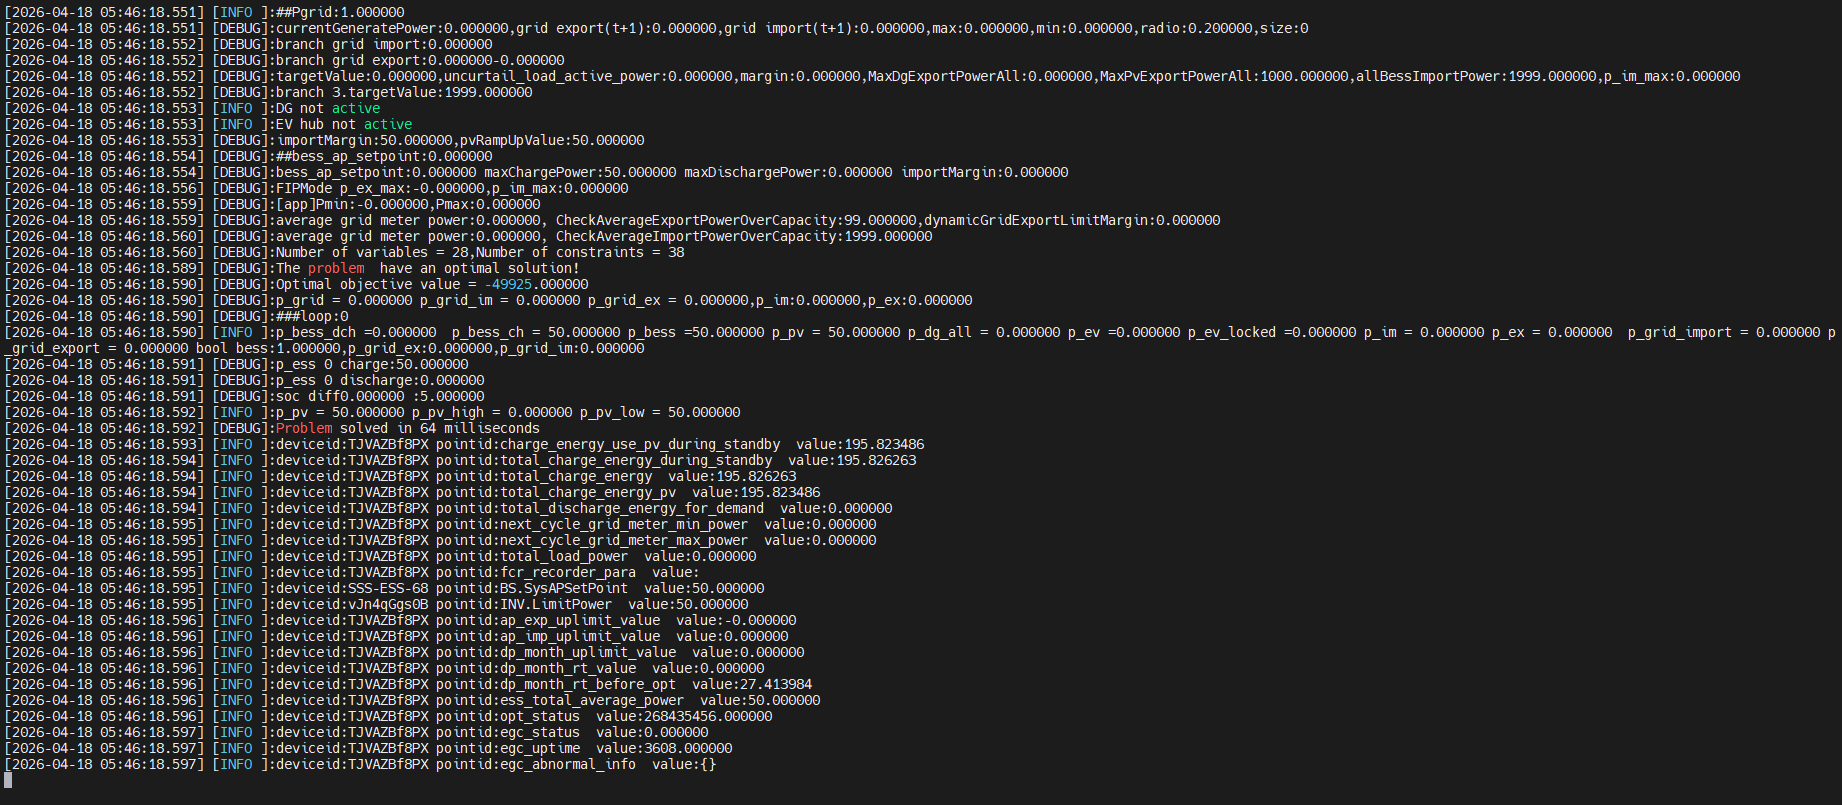 [2026-04-18 05:46:18.551] [INFO ]:##Pgrid:1.000000
[2026-04-18 05:46:18.551] [DEBUG]:currentGeneratePower:0.000000,grid export(t+1):0.000000,grid import(t+1):0.000000,max:0.000000,min:0.000000,radio:0.200000,size:0
[2026-04-18 05:46:18.552] [DEBUG]:branch grid import:0.000000
[2026-04-18 05:46:18.552] [DEBUG]:branch grid export:0.000000-0.000000
[2026-04-18 05:46:18.552] [DEBUG]:targetValue:0.000000,uncurtail_load_active_power:0.000000,margin:0.000000,MaxDgExportPowerAll:0.000000,MaxPvExportPowerAll:1000.000000,allBessImportPower:1999.000000,p_im_max:0.000000
[2026-04-18 05:46:18.552] [DEBUG]:branch 3.targetValue:1999.000000
[2026-04-18 05:46:18.553] [INFO ]:DG not active
[2026-04-18 05:46:18.553] [INFO ]:EV hub not active
[2026-04-18 05:46:18.553] [DEBUG]:importMargin:50.000000,pvRampUpValue:50.000000
[2026-04-18 05:46:18.554] [DEBUG]:##bess_ap_setpoint:0.000000
[2026-04-18 05:46:18.554] [DEBUG]:bess_ap_setpoint:0.000000 maxChargePower:50.000000 maxDischargePower:0.000000 importMargin:0.000000
[2026-04-18 05:46:18.556] [DEBUG]:FIPMode p_ex_max:-0.000000,p_im_max:0.000000
[2026-04-18 05:46:18.559] [DEBUG]:[app]Pmin:-0.000000,Pmax:0.000000
[2026-04-18 05:46:18.559] [DEBUG]:average grid meter power:0.000000, CheckAverageExportPowerOverCapacity:99.000000,dynamicGridExportLimitMargin:0.000000
[2026-04-18 05:46:18.560] [DEBUG]:average grid meter power:0.000000, CheckAverageImportPowerOverCapacity:1999.000000
[2026-04-18 05:46:18.560] [DEBUG]:Number of variables = 28,Number of constraints = 38
[2026-04-18 05:46:18.589] [DEBUG]:The problem  have an optimal solution!
[2026-04-18 05:46:18.590] [DEBUG]:Optimal objective value = -49925.000000
[2026-04-18 05:46:18.590] [DEBUG]:p_grid = 0.000000 p_grid_im = 0.000000 p_grid_ex = 0.000000,p_im:0.000000,p_ex:0.000000
[2026-04-18 05:46:18.590] [DEBUG]:###loop:0
[2026-04-18 05:46:18.590] [INFO ]:p_bess_dch =0.000000  p_bess_ch = 50.000000 p_bess =50.000000 p_pv = 50.000000 p_dg_all = 0.000000 p_ev =0.000000 p_ev_locked =0.000000 p_im = 0.000000 p_ex = 0.000000  p_grid_import = 0.000000 p
_grid_export = 0.000000 bool bess:1.000000,p_grid_ex:0.000000,p_grid_im:0.000000
[2026-04-18 05:46:18.591] [DEBUG]:p_ess 0 charge:50.000000
[2026-04-18 05:46:18.591] [DEBUG]:p_ess 0 discharge:0.000000
[2026-04-18 05:46:18.591] [DEBUG]:soc diff0.000000 :5.000000
[2026-04-18 05:46:18.592] [INFO ]:p_pv = 50.000000 p_pv_high = 0.000000 p_pv_low = 50.000000
[2026-04-18 05:46:18.592] [DEBUG]:Problem solved in 64 milliseconds
[2026-04-18 05:46:18.593] [INFO ]:deviceid:TJVAZBf8PX pointid:charge_energy_use_pv_during_standby  value:195.823486
[2026-04-18 05:46:18.594] [INFO ]:deviceid:TJVAZBf8PX pointid:total_charge_energy_during_standby  value:195.826263
[2026-04-18 05:46:18.594] [INFO ]:deviceid:TJVAZBf8PX pointid:total_charge_energy  value:195.826263
[2026-04-18 05:46:18.594] [INFO ]:deviceid:TJVAZBf8PX pointid:total_charge_energy_pv  value:195.823486
[2026-04-18 05:46:18.594] [INFO ]:deviceid:TJVAZBf8PX pointid:total_discharge_energy_for_demand  value:0.000000
[2026-04-18 05:46:18.595] [INFO ]:deviceid:TJVAZBf8PX pointid:next_cycle_grid_meter_min_power  value:0.000000
[2026-04-18 05:46:18.595] [INFO ]:deviceid:TJVAZBf8PX pointid:next_cycle_grid_meter_max_power  value:0.000000
[2026-04-18 05:46:18.595] [INFO ]:deviceid:TJVAZBf8PX pointid:total_load_power  value:0.000000
[2026-04-18 05:46:18.595] [INFO ]:deviceid:TJVAZBf8PX pointid:fcr_recorder_para  value:
[2026-04-18 05:46:18.595] [INFO ]:deviceid:SSS-ESS-68 pointid:BS.SysAPSetPoint  value:50.000000
[2026-04-18 05:46:18.595] [INFO ]:deviceid:vJn4qGgs0B pointid:INV.LimitPower  value:50.000000
[2026-04-18 05:46:18.596] [INFO ]:deviceid:TJVAZBf8PX pointid:ap_exp_uplimit_value  value:-0.000000
[2026-04-18 05:46:18.596] [INFO ]:deviceid:TJVAZBf8PX pointid:ap_imp_uplimit_value  value:0.000000
[2026-04-18 05:46:18.596] [INFO ]:deviceid:TJVAZBf8PX pointid:dp_month_uplimit_value  value:0.000000
[2026-04-18 05:46:18.596] [INFO ]:deviceid:TJVAZBf8PX pointid:dp_month_rt_value  value:0.000000
[2026-04-18 05:46:18.596] [INFO ]:deviceid:TJVAZBf8PX pointid:dp_month_rt_before_opt  value:27.413984
[2026-04-18 05:46:18.596] [INFO ]:deviceid:TJVAZBf8PX pointid:ess_total_average_power  value:50.000000
[2026-04-18 05:46:18.596] [INFO ]:deviceid:TJVAZBf8PX pointid:opt_status  value:268435456.000000
[2026-04-18 05:46:18.597] [INFO ]:deviceid:TJVAZBf8PX pointid:egc_status  value:0.000000
[2026-04-18 05:46:18.597] [INFO ]:deviceid:TJVAZBf8PX pointid:egc_uptime  value:3608.000000
[2026-04-18 05:46:18.597] [INFO ]:deviceid:TJVAZBf8PX pointid:egc_abnormal_info  value:{}